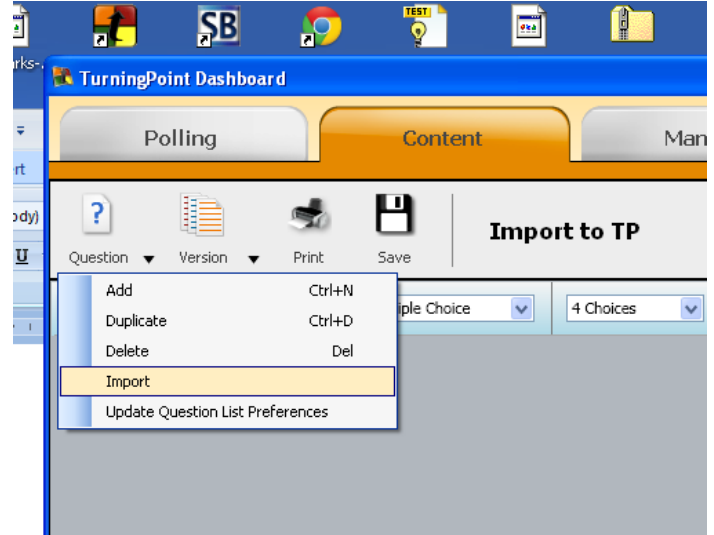 SB
TEST
rks-
TurningPoint Dashboard
Polling
Content
Man
rt
ody)
U
?
Question
Version
Print
Save
Import to TP
Add Ctrl+N
Duplicate Ctrl+D
Delete Del
Import
Update Question List Preferences
iple Choice
4 Choices